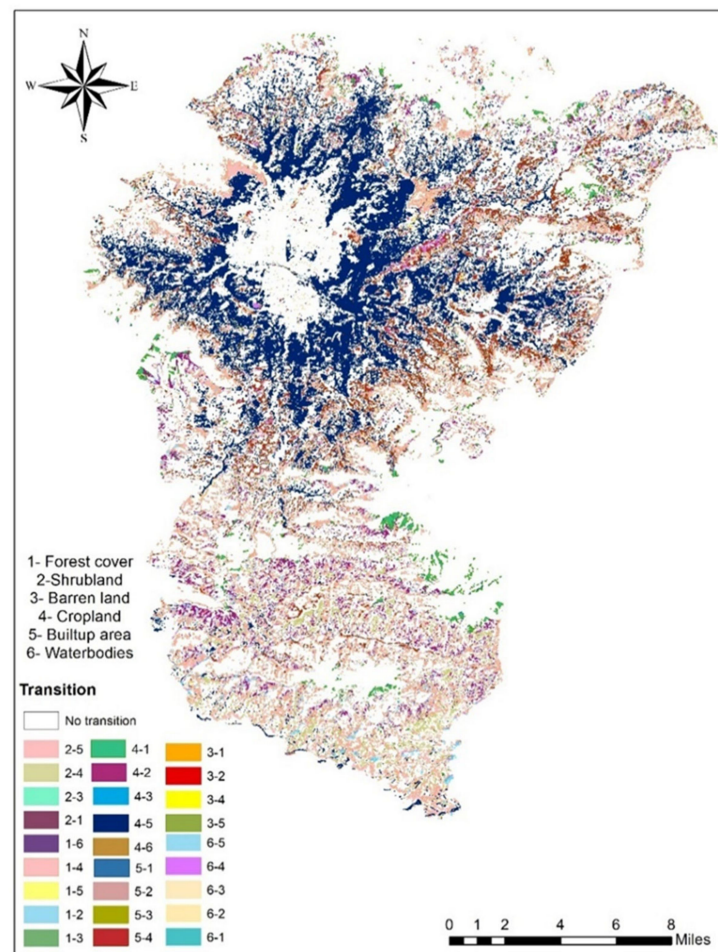 N
W E
S
1- Forest cover
2-Shrubland
3- Barren land
4- Cropland
5- Builtup area
6- Waterbodies
Transition
No transition
2-5 4-1 3-1
2-4 4-2 3-2
2-3 4-3 3-4
2-1 4-5 3-5
1-6 4-6 6-5
1-4 5-1 6-4
1-5 5-2 6-3
1-2 5-3 6-2
1-3 5-4 6-1
0 1 2 4 6 8
Miles